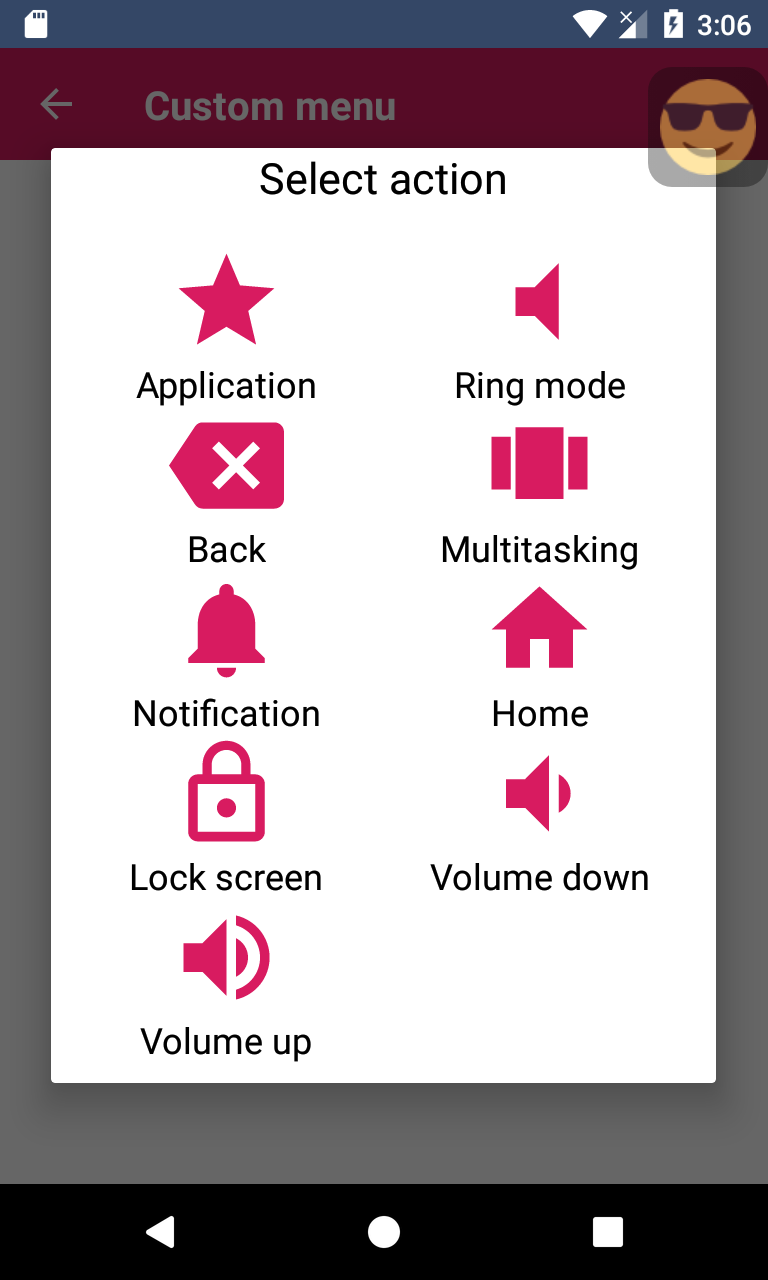 3:06
Custom menu
Select action
Application
Ring mode
Back
Multitasking
Notification
Home
Lock screen
Volume down
Volume up